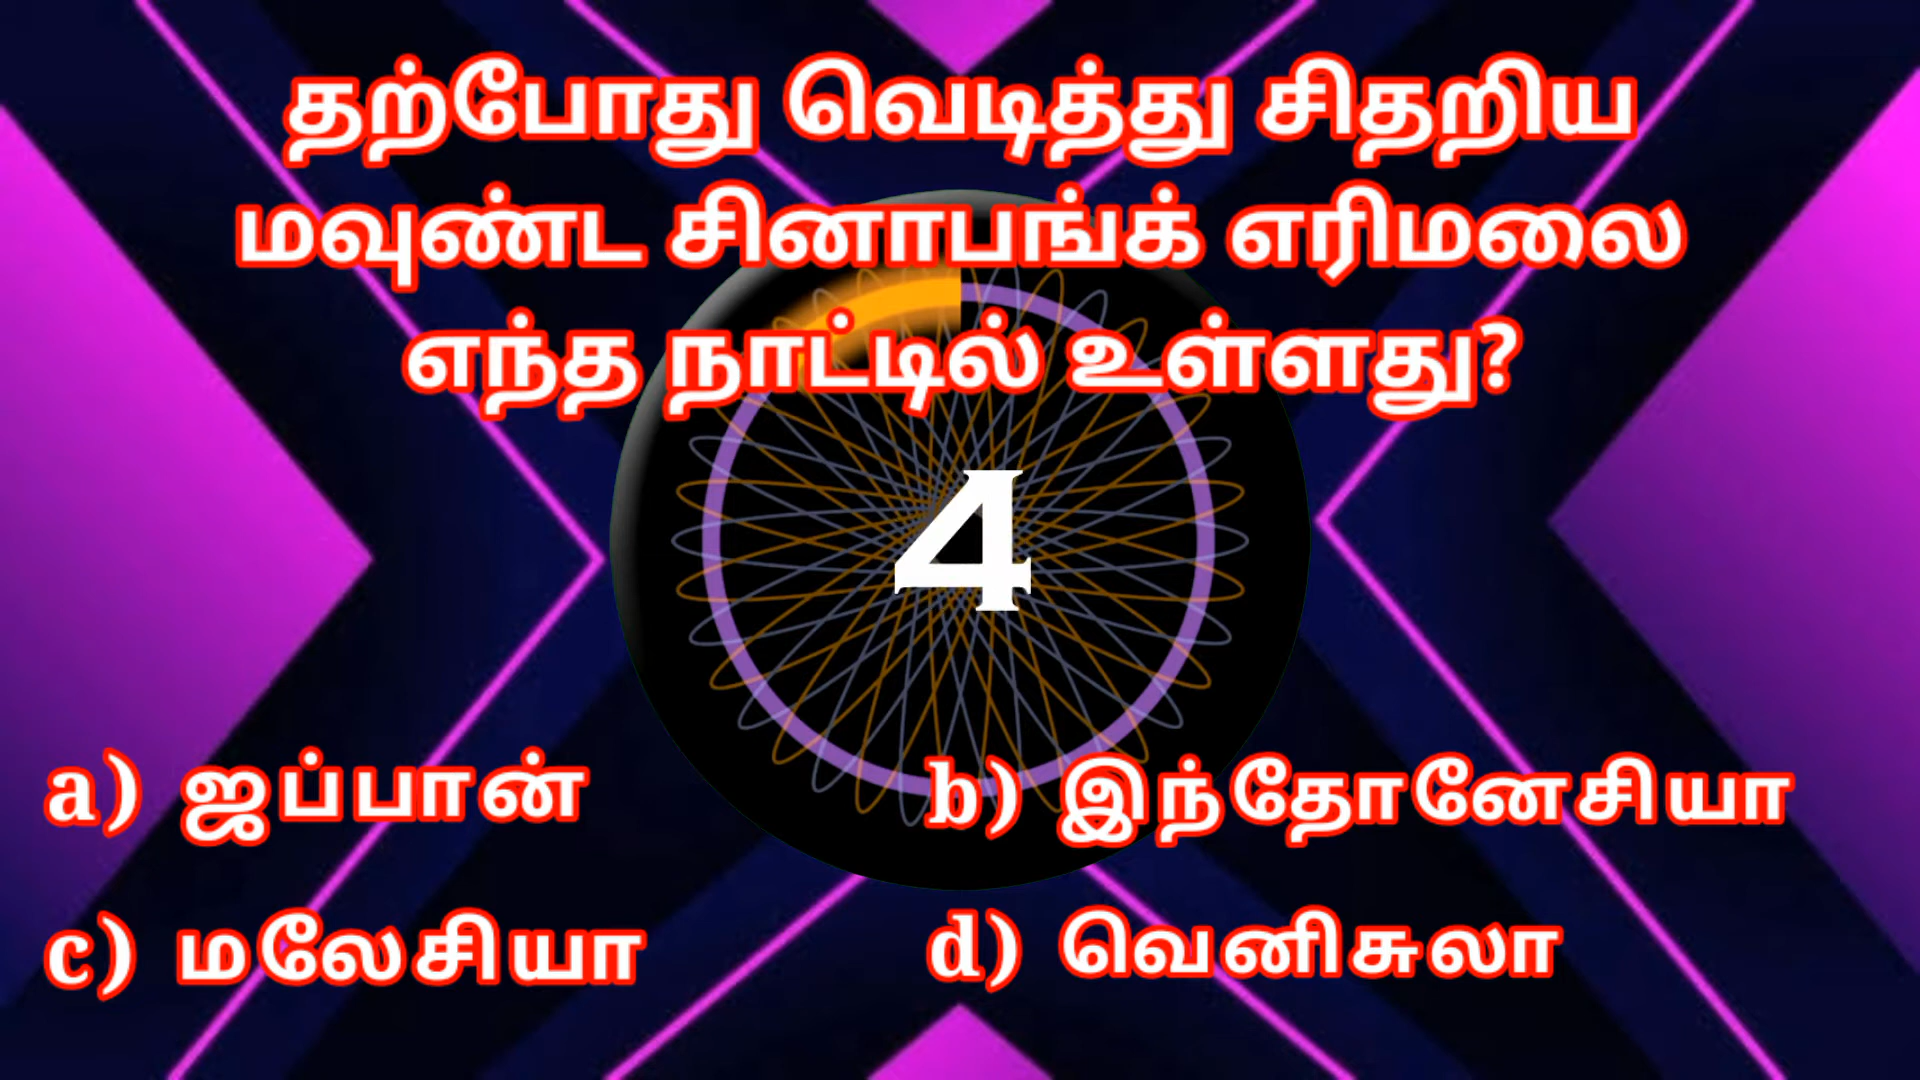 தற்போது வெடித்து சிதறிய
மவுண்ட சினாபங்க் எரிமலை
எந்த நாட்டில் உள்ளது?
4
a) ஜப்பான்
b) இந்தோனேசியா
c) மலேசியா
d) வெனிசுலா